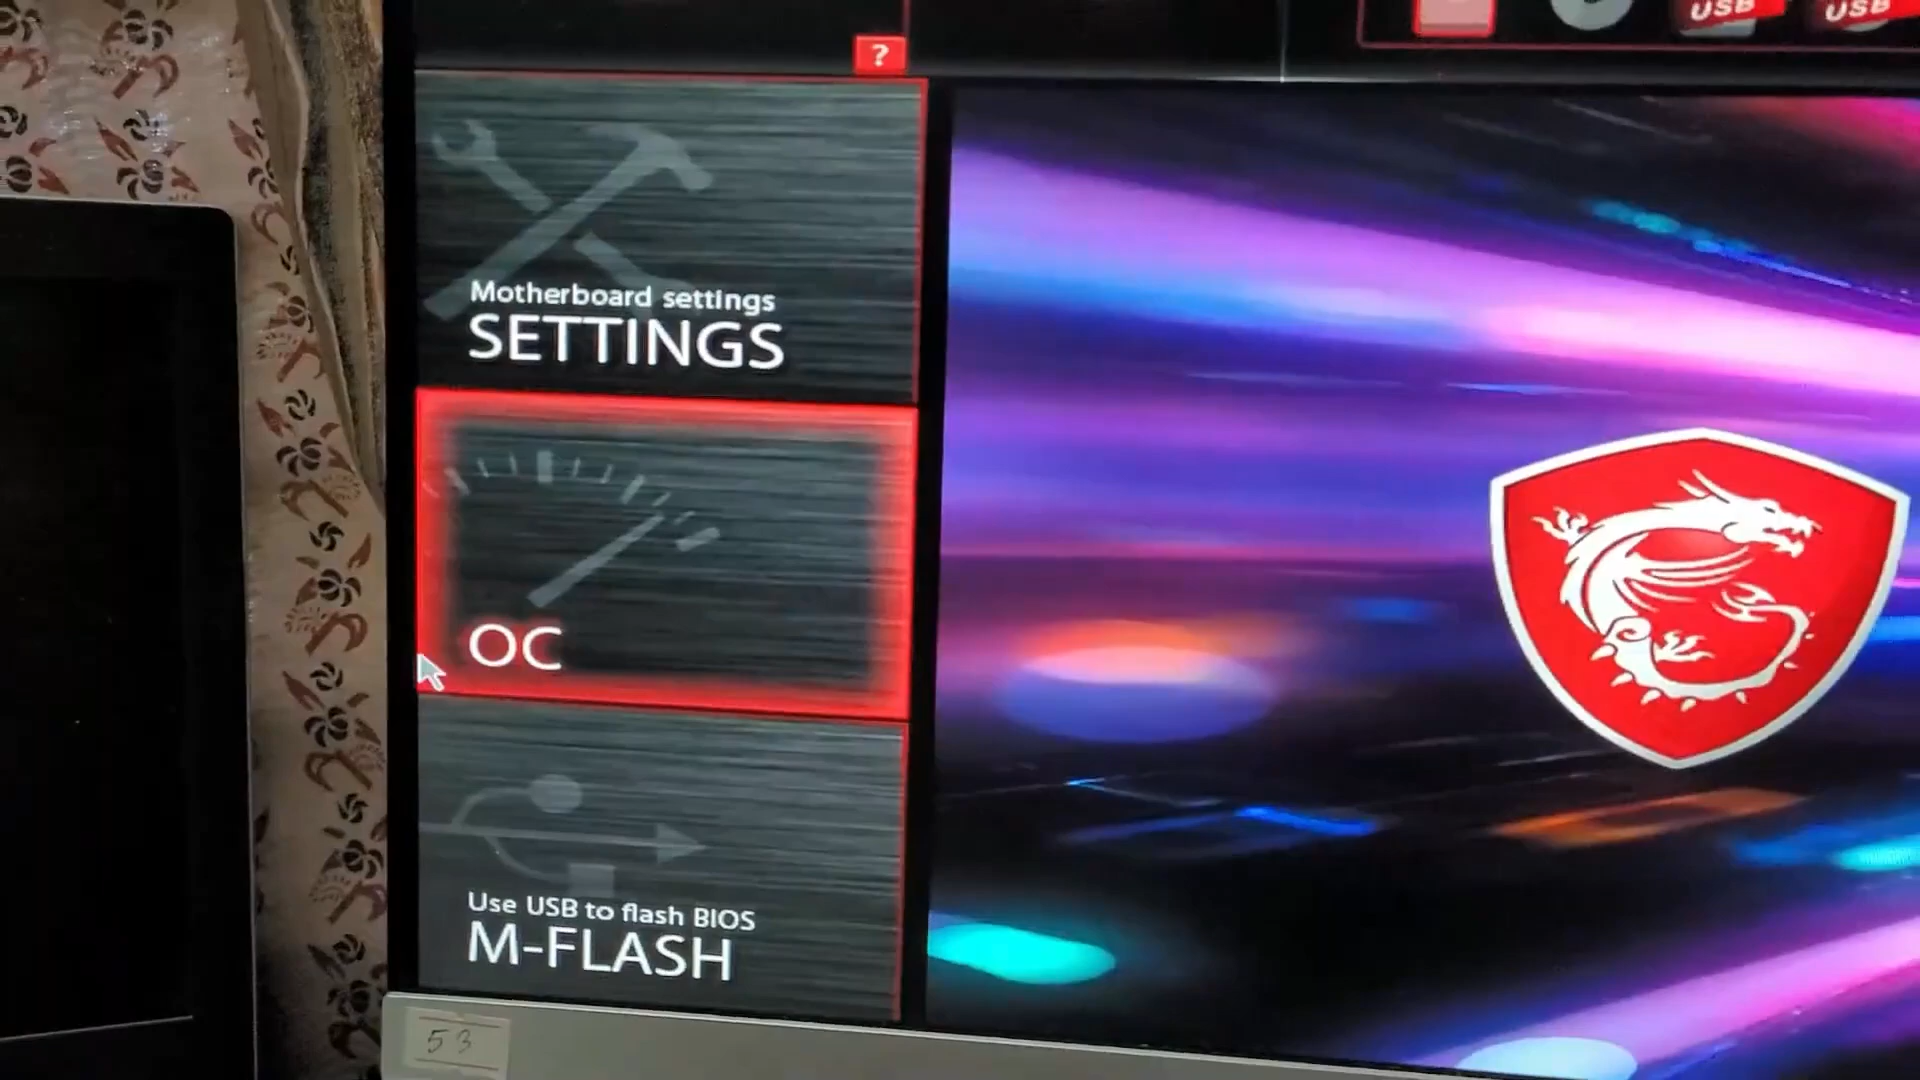 USB
USB
?
Motherboard settings
SETTINGS
OC
Use USB to flash BIOS
M-FLASH
53